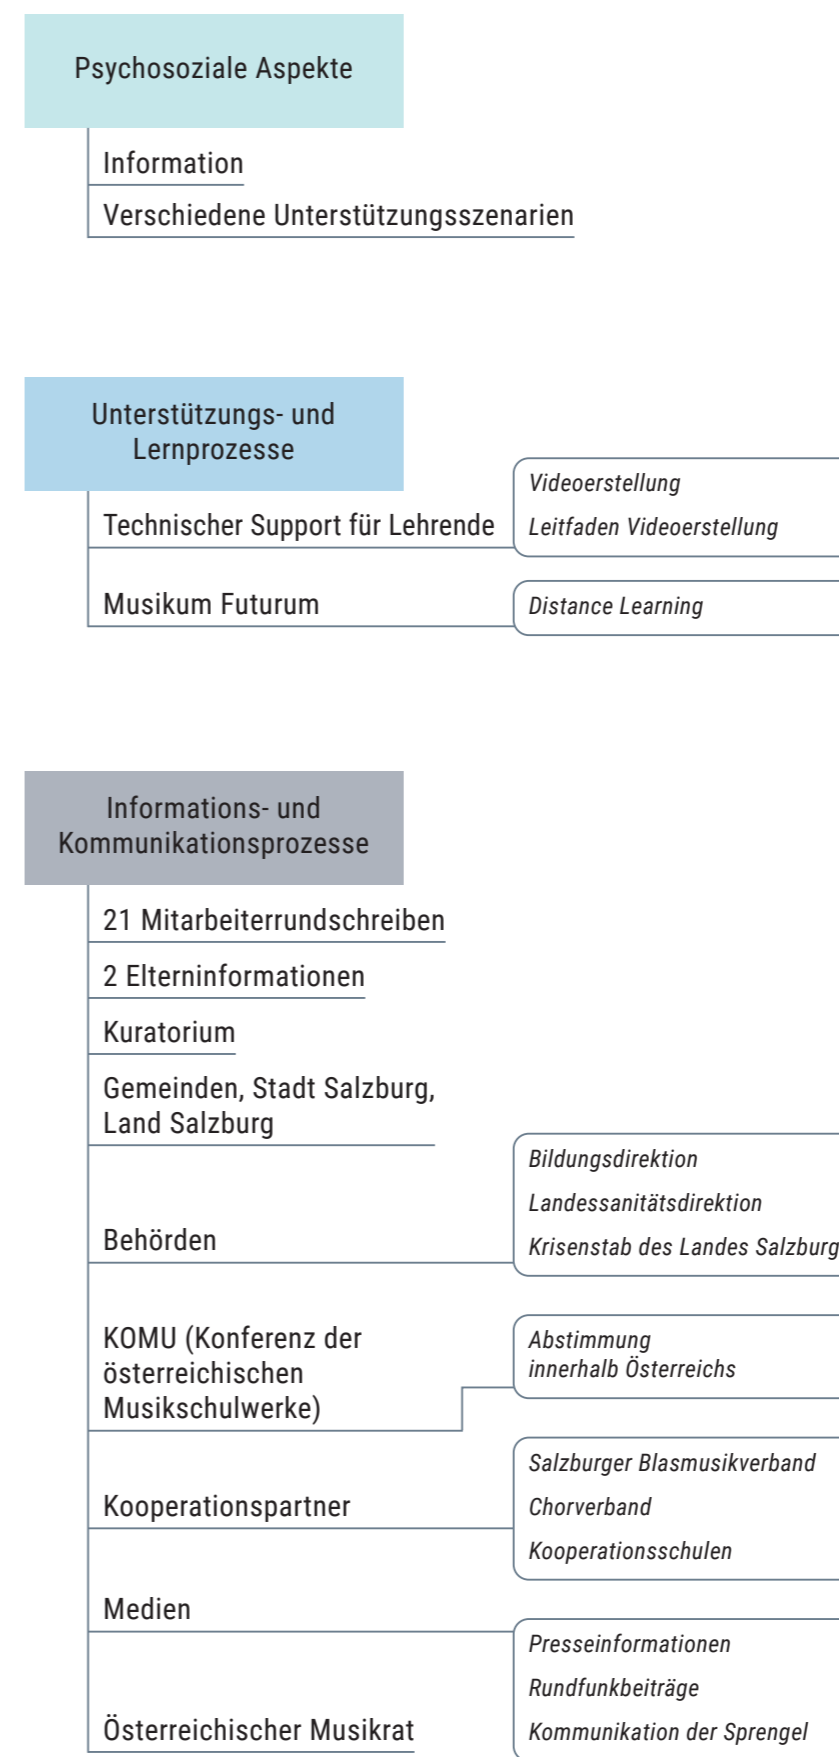 Psychosoziale Aspekte
Information
Verschiedene Unterstützungsszenarien
Unterstützungs- und
Lernprozesse
Technischer Support für Lehrende
Videoerstellung
Leitfaden Videoerstellung
Musikum Futurum
Distance Learning
Informations- und
Kommunikationsprozesse
21 Mitarbeiterrundschreiben
2 Elterninformationen
Kuratorium
Gemeinden, Stadt Salzburg,
Land Salzburg
Behörden
Bildungsdirektion
Landessanitätsdirektion
Krisenstab des Landes Salzburg
KOMU (Konferenz der
österreichischen
Musikschulwerke)
Abstimmung
innerhalb Österreichs
Kooperationspartner
Salzburger Blasmusikverband
Chorverband
Kooperationsschulen
Medien
Presseinformationen
Rundfunkbeiträge
Kommunikation der Sprengel
Österreichischer Musikrat